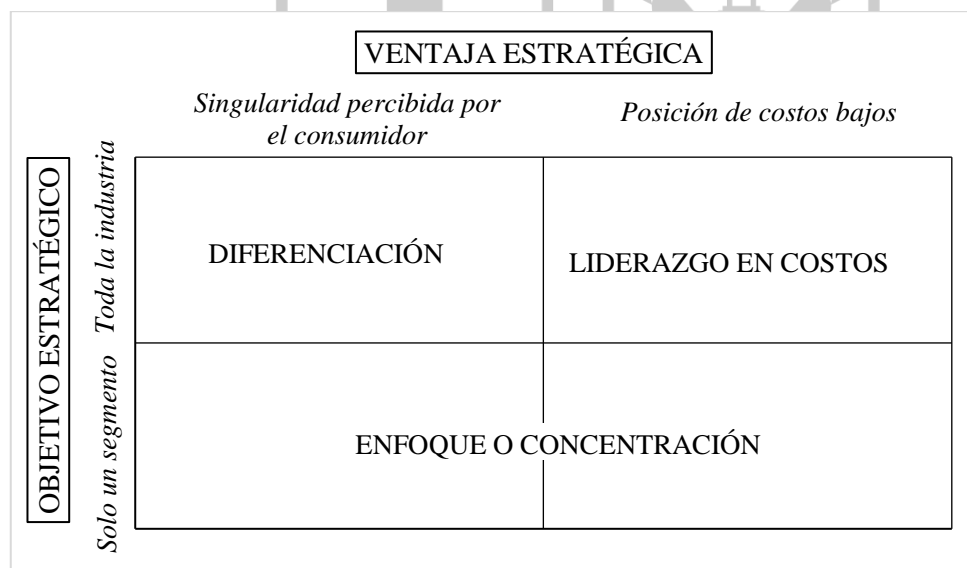 VENTAJA ESTRATÉGICA
Singularidad percibida por
el consumidor
Posición de costos bajos
OBJETIVO ESTRATÉGICO
Toda la industria
Solo un segmento
DIFERENCIACIÓN
LIDERAZGO EN COSTOS
ENFOQUE O CONCENTRACIÓN